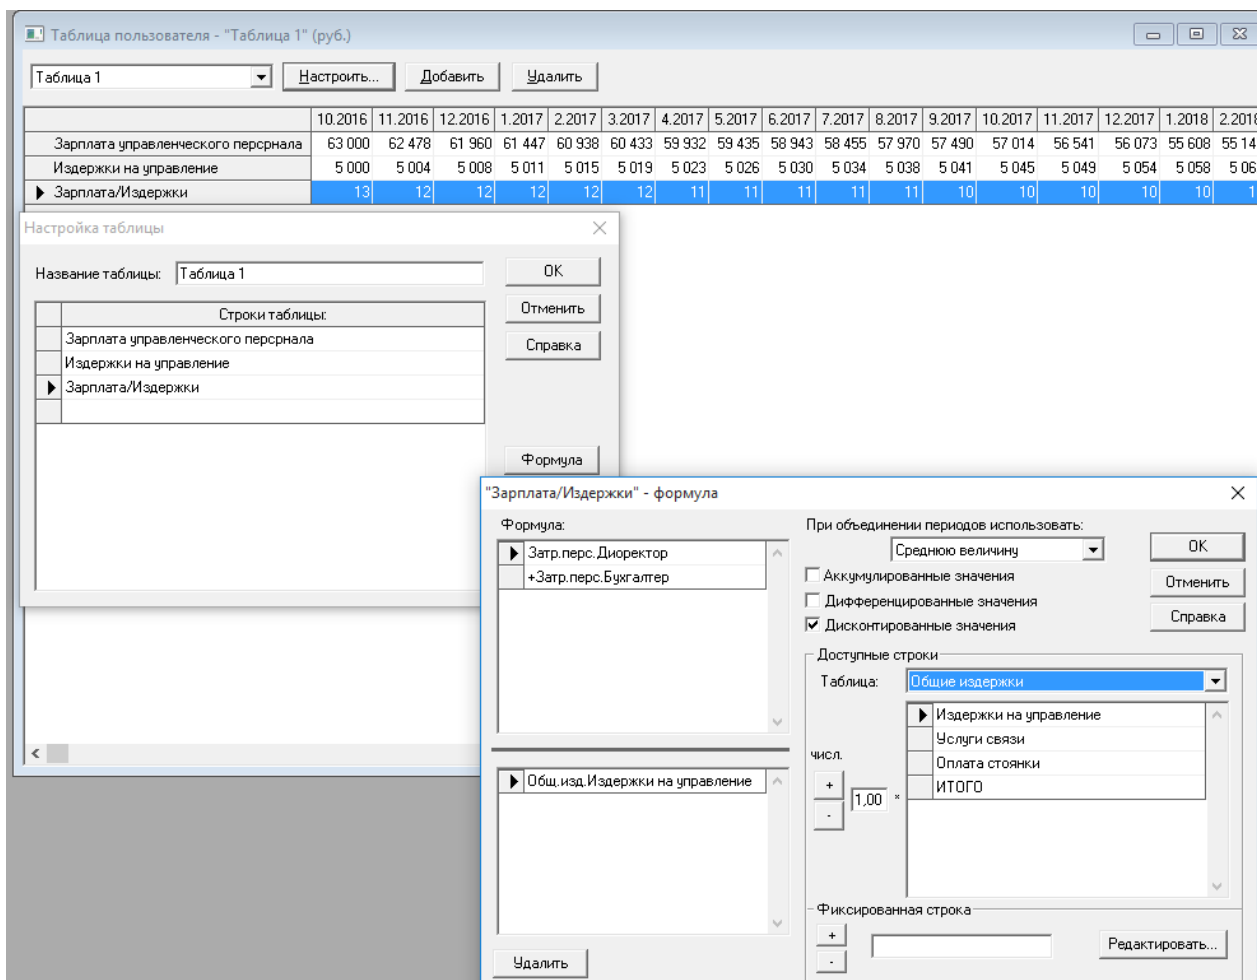 Таблица пользователя - "Таблица 1" (руб.)
Таблица 1 Настроить... Добавить Удалить
10.2016 11.2016 12.2016 1.2017 2.2017 3.2017 4.2017 5.2017 6.2017 7.2017 8.2017 9.2017 10.2017 11.2017 12.2017 1.2018 2.2018
Зарплата управленческого персрнала 63 000 62 478 61 960 61 447 60 938 60 433 59 932 59 435 58 943 58 455 57 970 57 490 57 014 56 541 56 073 55 608 55 14
Издержки на управление 5 000 5 004 5 008 5 011 5 015 5 019 5 023 5 026 5 030 5 034 5 038 5 041 5 045 5 049 5 054 5 058 5 06
Зарплата/Издержки 13 12 12 12 12 12 11 11 11 11 11 10 10 10 10 10 1
Настройка таблицы
Название таблицы: Таблица 1 OK
Строки таблицы: Отменить
Зарплата управленческого персрнала Справка
Издержки на управление
Зарплата/Издержки
Формула
"Зарплата/Издержки" - формула
Формула: При объединении периодов использовать:
Затр.перс.Диоректор Среднюю величину OK
+Затр.перс.Бухгалтер Аккумулированные значения Отменить
Дифференцированные значения
Дисконтированные значения Справка
Доступные строки
Таблица: Общие издержки
Издержки на управление
Услуги связи
числ. Оплата стоянки
Общ.изд.Издержки на управление + ИТОГО
1,00 *
-
Фиксированная строка
+ Редактировать...
Удалить -